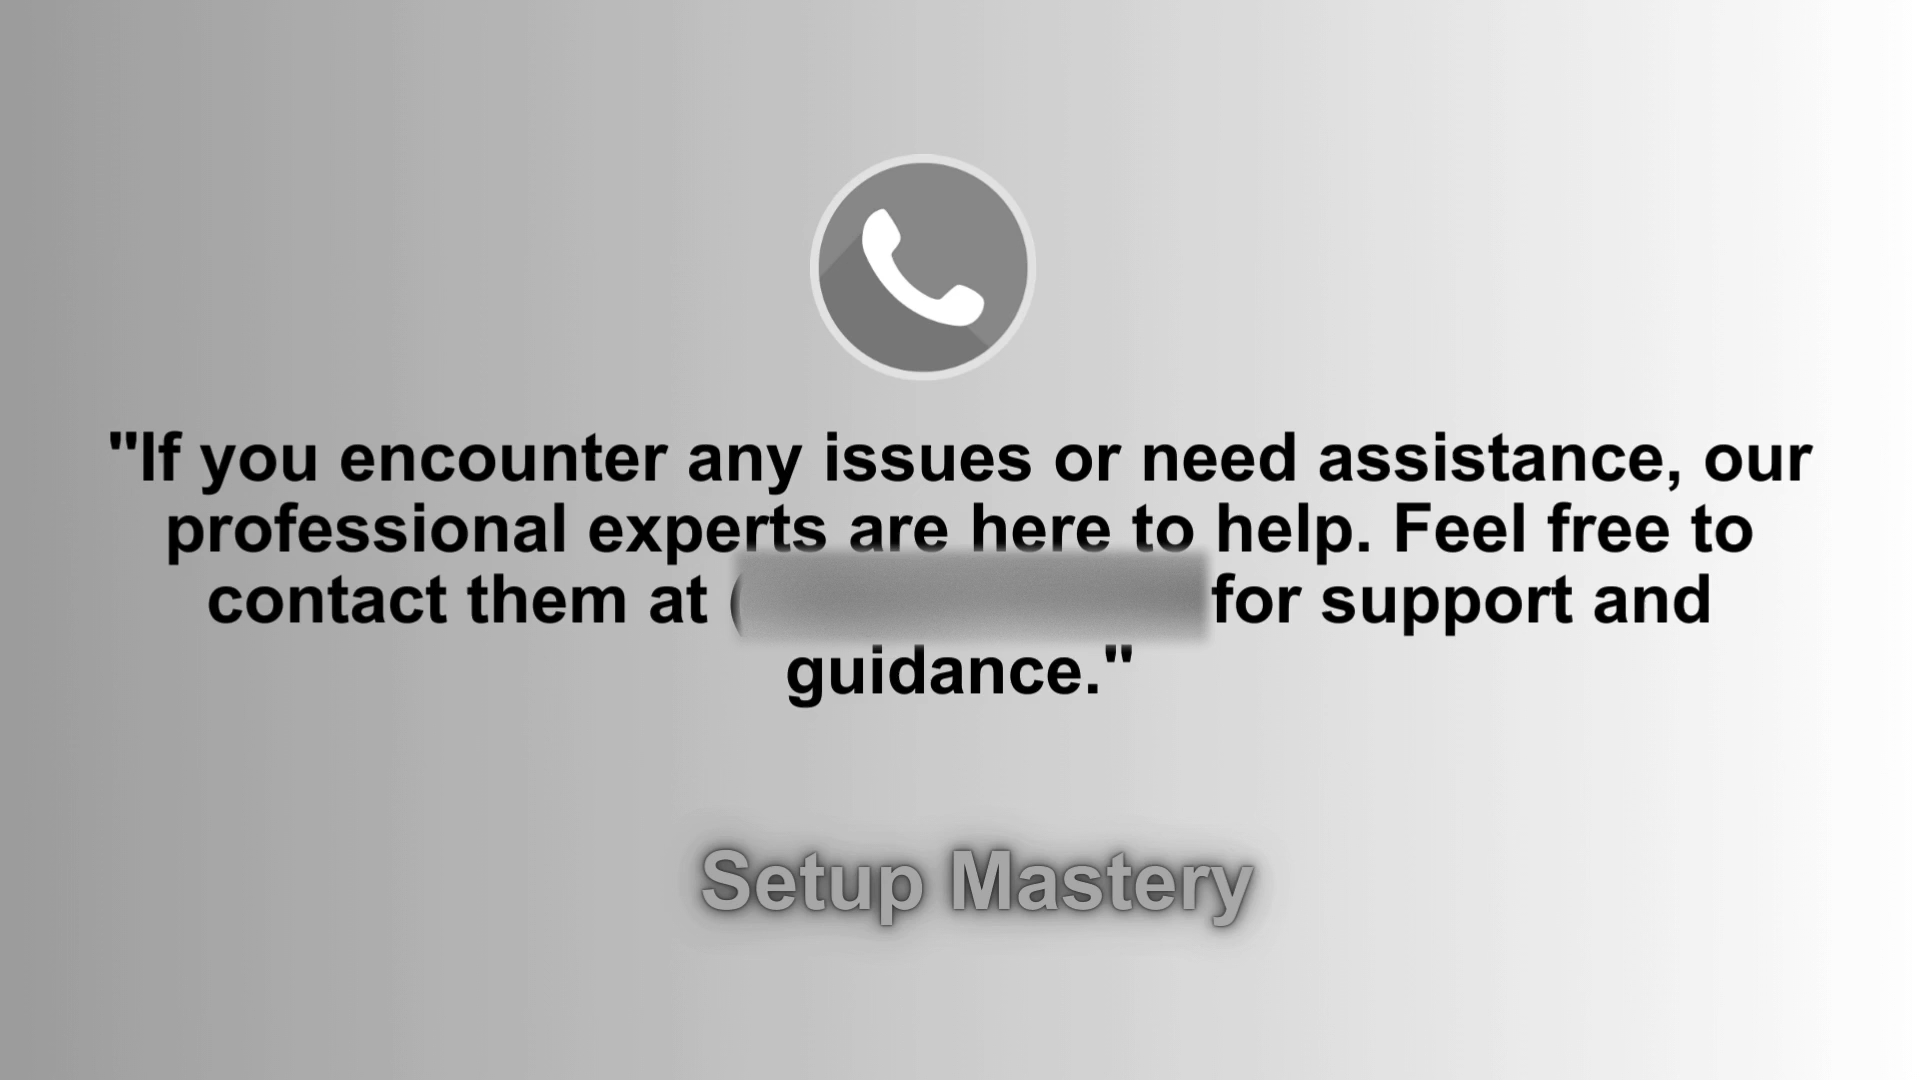 "If you encounter any issues or need assistance, our
professional experts are here to help. Feel free to
contact them at ( for support and
guidance."
Setup Mastery